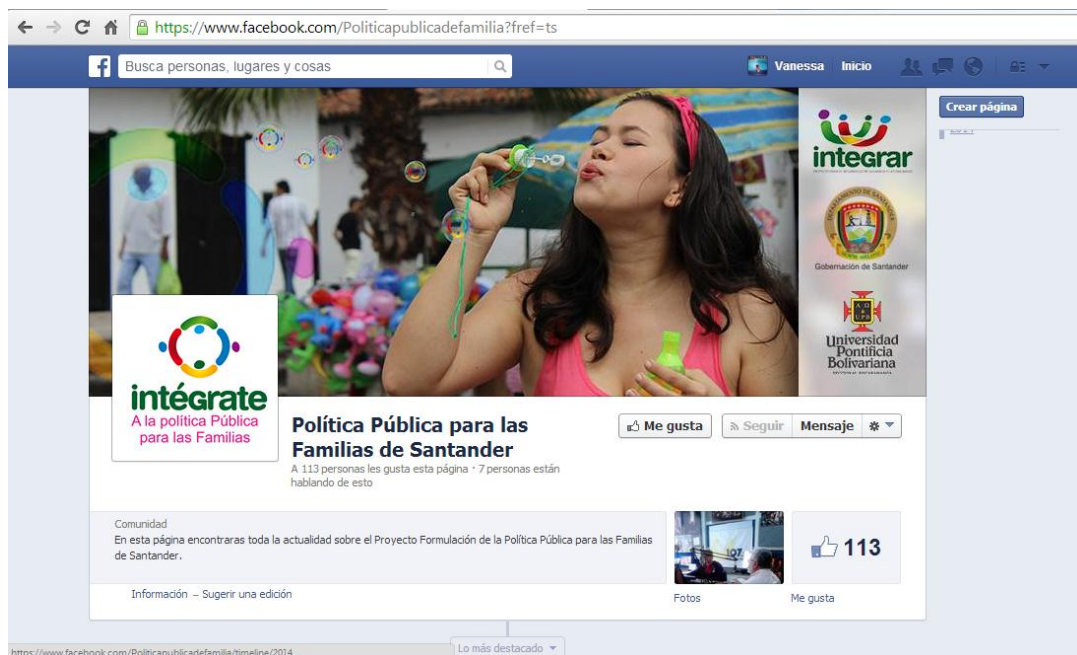 https://www.facebook.com/Politicapublicadefamilia?fref=ts
f Busca personas, lugares y cosas Vanessa Inicio
Crear página
integrar
Gobernación de Santander
Universidad
Pontificia
Bolivariana
intégrate
A la política Pública
para las Familias
Política Pública para las
Familias de Santander
A 113 personas les gusta esta página · 7 personas están
hablando de esto
Me gusta Seguir Mensaje
Comunidad
En esta página encontraras toda la actualidad sobre el Proyecto Formulación de la Política Pública para las Familias
de Santander.
107
113
Información – Sugerir una edición
Fotos Me gusta
Lo más destacado
https://www.facebook.com/Politicapublicadefamilia/timeline/2014